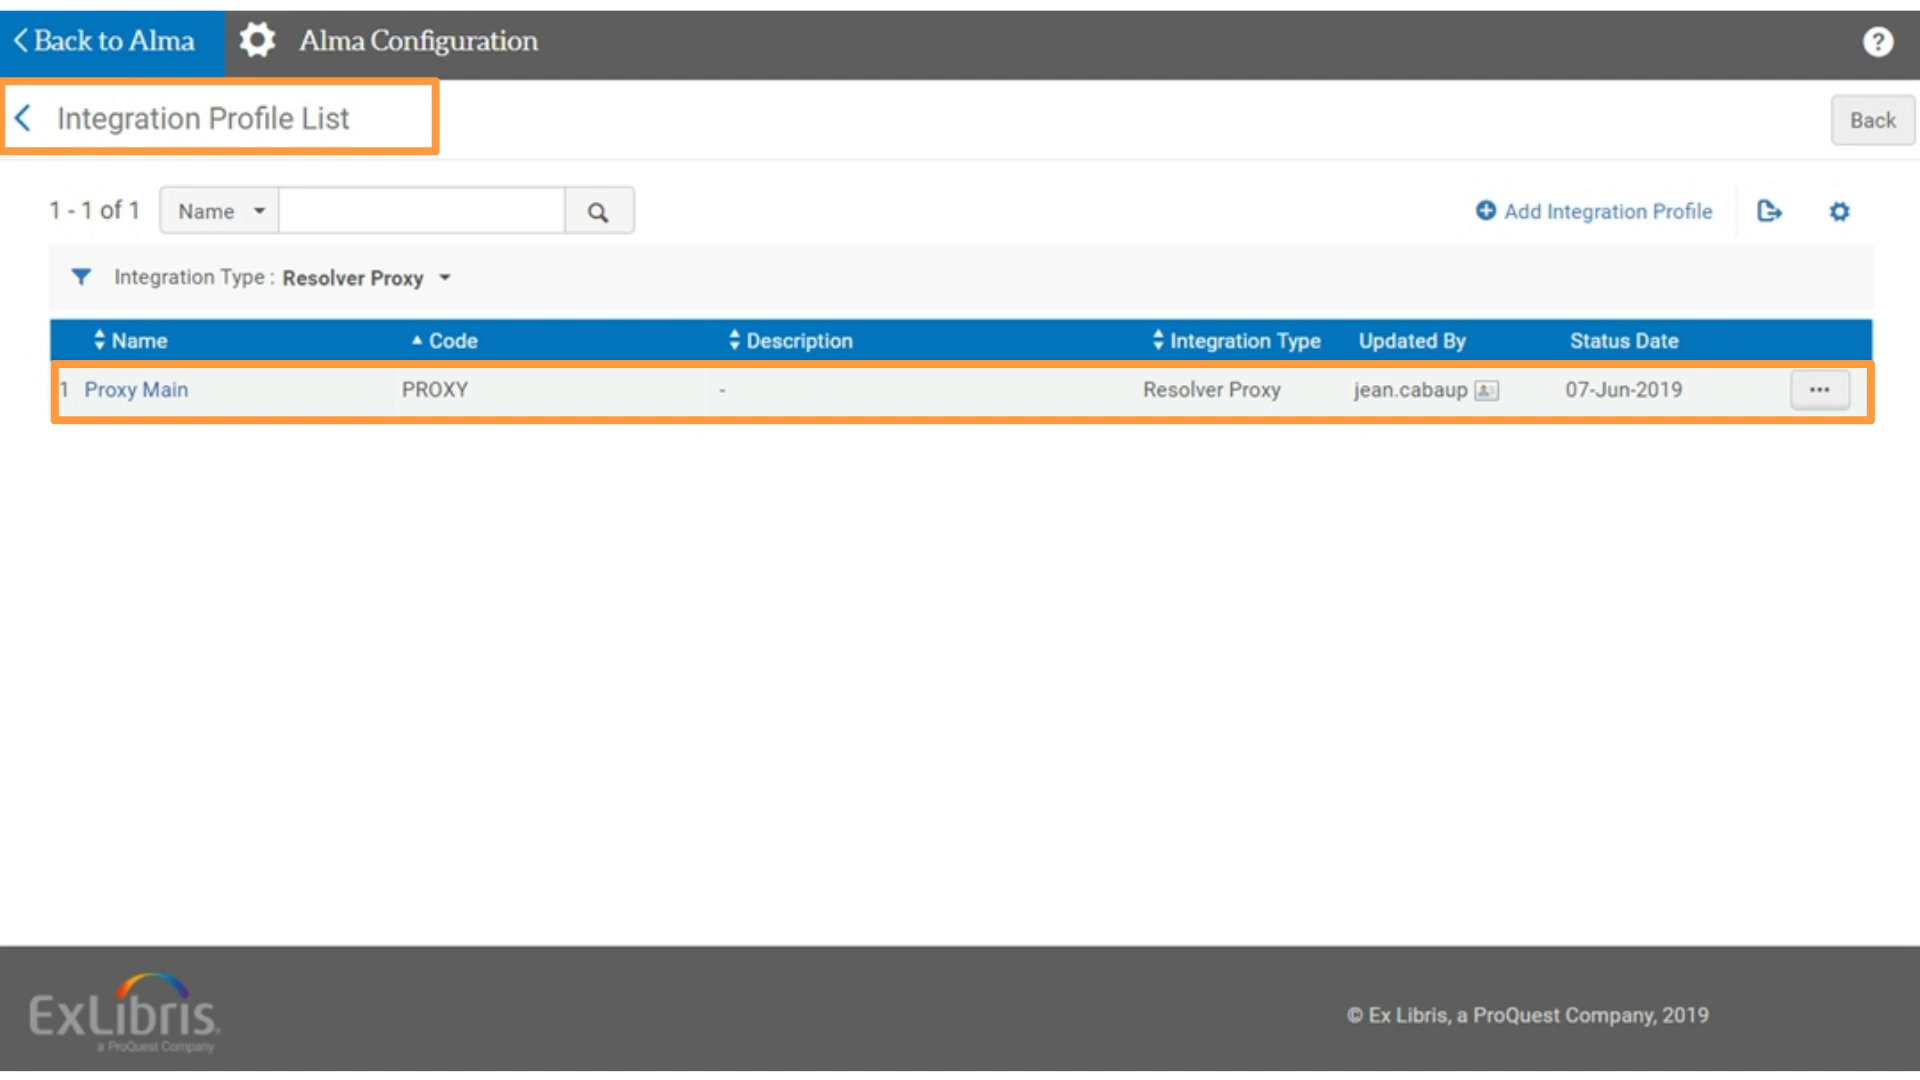 Back to Alma Alma Configuration ?
Integration Profile List Back
1 - 1 of 1 Name Add Integration Profile
Integration Type : Resolver Proxy
Name Code Description Integration Type Updated By Status Date
1 Proxy Main PROXY - Resolver Proxy jean.cabaup 07-Jun-2019 ...
ExLibris
a ProQuest Company
© Ex Libris, a ProQuest Company, 2019